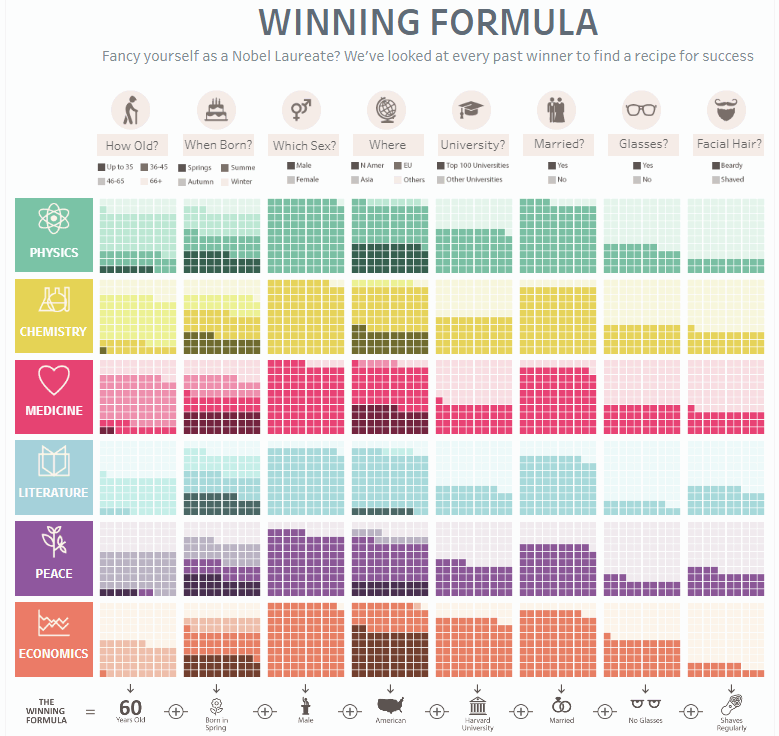 WINNING FORMULA
Fancy yourself as a Nobel Laureate? We've looked at every past winner to find a recipe for success
How Old? When Born? Which Sex? Where University? Married? Glasses? Facial Hair?
Up to 35 36-45 Springs Summe Male N Amer EU Top 100 Universities Yes Yes Beardy
46-65 66+ Autumn Winter Female Asia Others Other Universities No No Shaved
PHYSICS
CHEMISTRY
MEDICINE
LITERATURE
PEACE
ECONOMICS
THE
WINNING
FORMULA
=
60
Years Old
+
Born in
Spring
+
Male
+
American
+
Harvard
University
+
Married
+
No Glasses
+
Shaves
Regularly